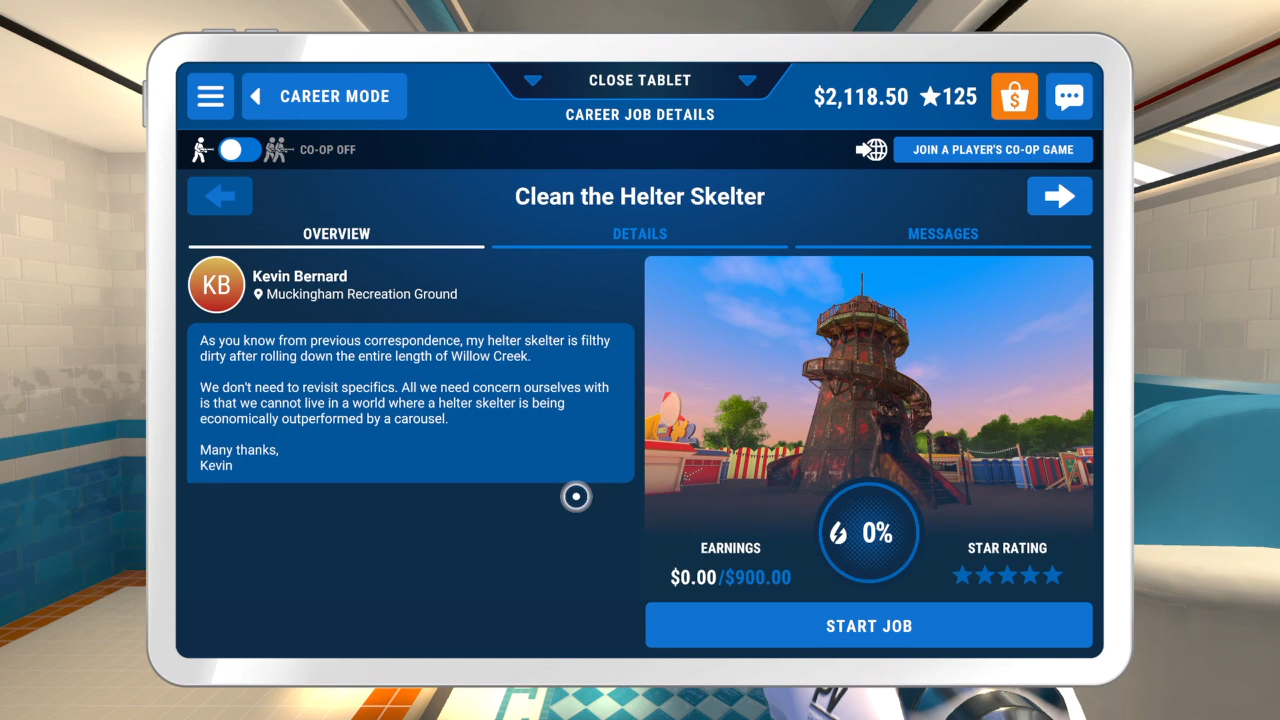 CLOSE TABLET
CAREER MODE
$2,118.50 ★125
CAREER JOB DETAILS
CO-OP OFF
JOIN A PLAYER'S CO-OP GAME
Clean the Helter Skelter
OVERVIEW
DETAILS
MESSAGES
KB
Kevin Bernard
Muckingham Recreation Ground
As you know from previous correspondence, my helter skelter is filthy
dirty after rolling down the entire length of Willow Creek.
We don't need to revisit specifics. All we need concern ourselves with
is that we cannot live in a world where a helter skelter is being
economically outperformed by a carousel.
Many thanks,
Kevin
0%
EARNINGS
$0.00/$900.00
STAR RATING
START JOB
PV